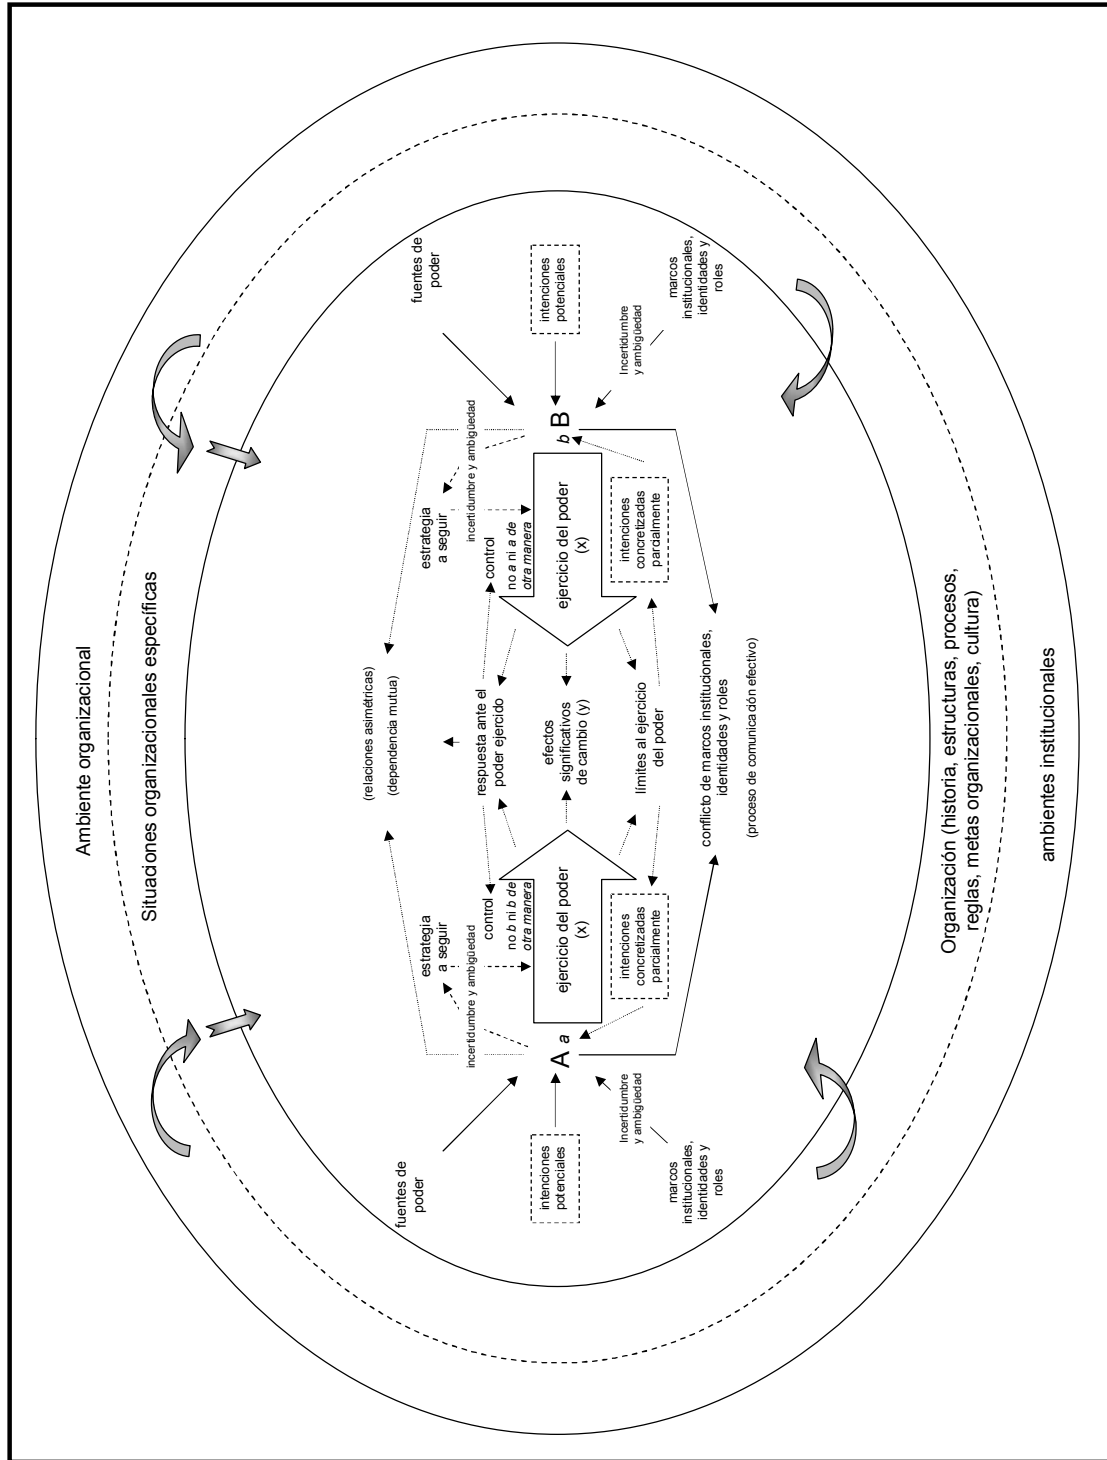 Ambiente organizacional
Situaciones organizacionales específicas
(relaciones asimétricas)
(dependencia mutua)
fuentes de
poder
estrategia
a seguir
incertidumbre y ambigüedad
control
no b ni b de
otra manera
respuesta ante el
poder ejercido
estrategia
a seguir
incertidumbre y ambigüedad
control
no a ni a de
otra manera
fuentes de
poder
intenciones
potenciales
A a
ejercicio del poder
(x)
efectos
significativos
de cambio (y)
ejercicio del poder
(x)
b B
intenciones
potenciales
Incertidumbre
y ambigüedad
marcos
institucionales,
identidades y
roles
intenciones
concretizadas
parcialmente
límites al ejercicio
del poder
intenciones
concretizadas
parcialmente
Incertidumbre
y ambigüedad
marcos
institucionales,
identidades y
roles
conflicto de marcos institucionales,
identidades y roles
(proceso de comunicación efectivo)
Organización (historia, estructuras, procesos,
reglas, metas organizacionales, cultura)
ambientes institucionales